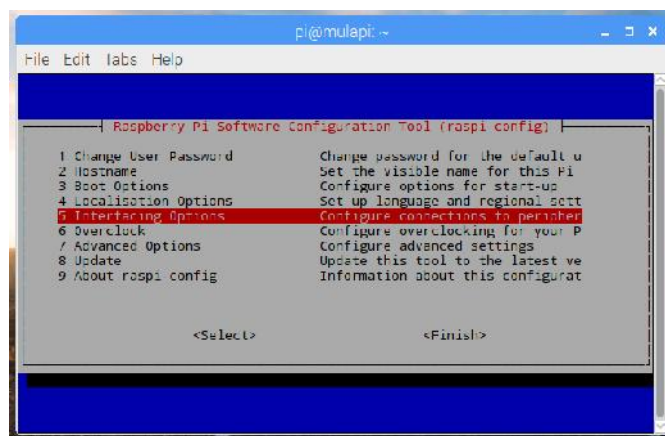 pi@mulapi: ~
File Edit Tabs Help
Raspberry Pi Software Configuration Tool (raspi config)
1 Change User Password Change password for the default u
2 Hostname Set the visible name for this Pi
3 Boot Options Configure options for start-up
4 Localisation Options Set up language and regional sett
5 Interfacing Options Configure connections to peripher
6 Overclock Configure overclocking for your P
7 Advanced Options Configure advanced settings
8 Update Update this tool to the latest ve
9 About raspi config Information about this configurat
<Select> <Finish>